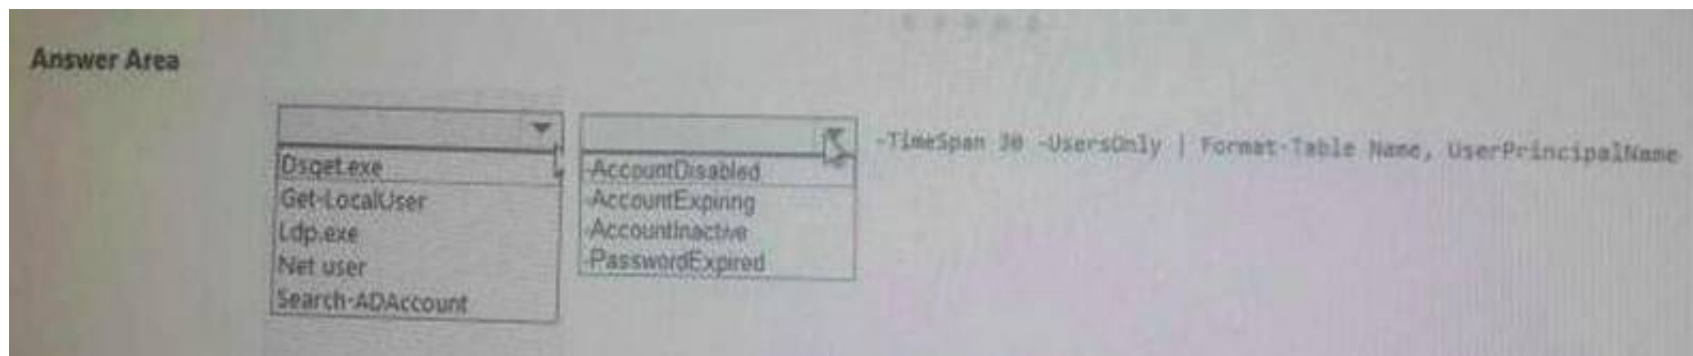 Answer Area
-TimeSpan 30 -UsersOnly | Format-Table Name, UserPrincipalName
Dsget.exe
Get-LocalUser
Ldp.exe
Net user
Search-ADAccount
-AccountDisabled
-AccountExpiring
-AccountInactive
-PasswordExpired